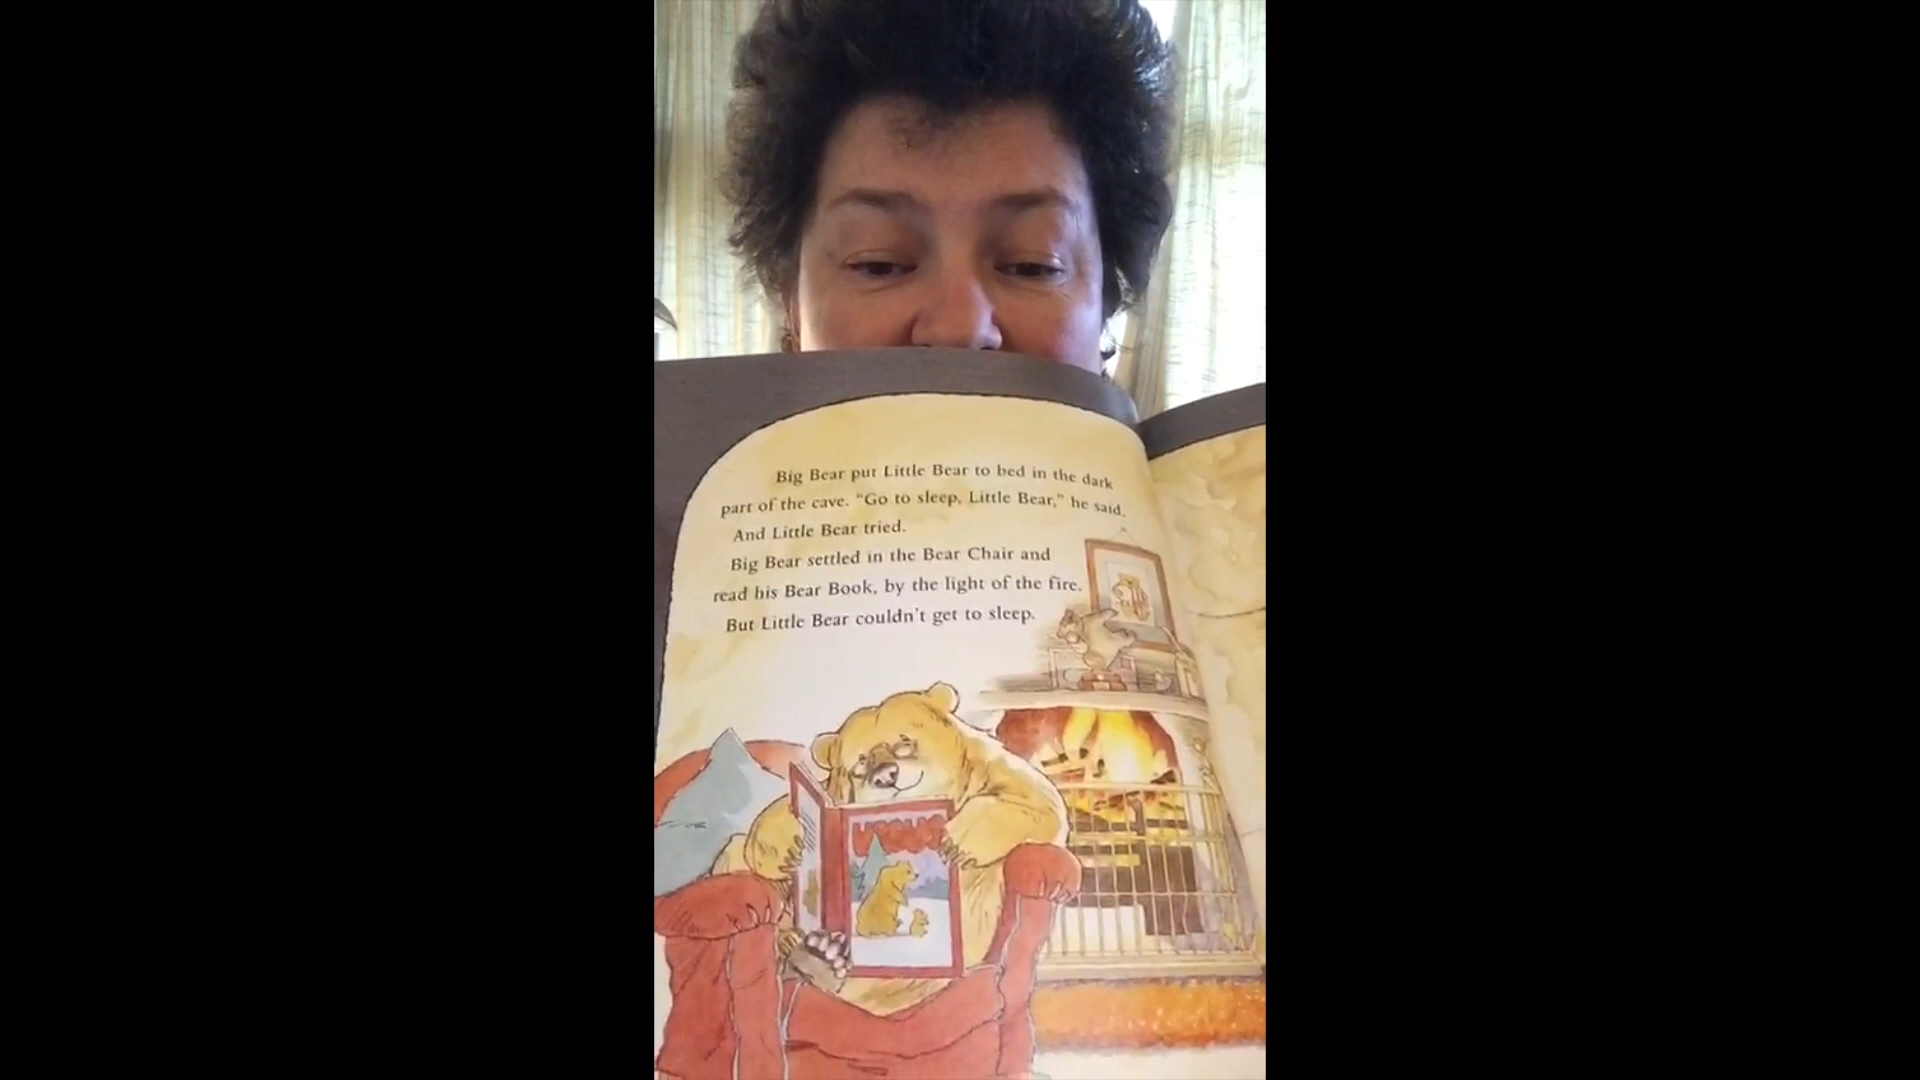 Big Bear put Little Bear to bed in the dark
part of the cave. “Go to sleep, Little Bear,” he said.
And Little Bear tried.
Big Bear settled in the Bear Chair and
read his Bear Book, by the light of the fire.
But Little Bear couldn't get to sleep.